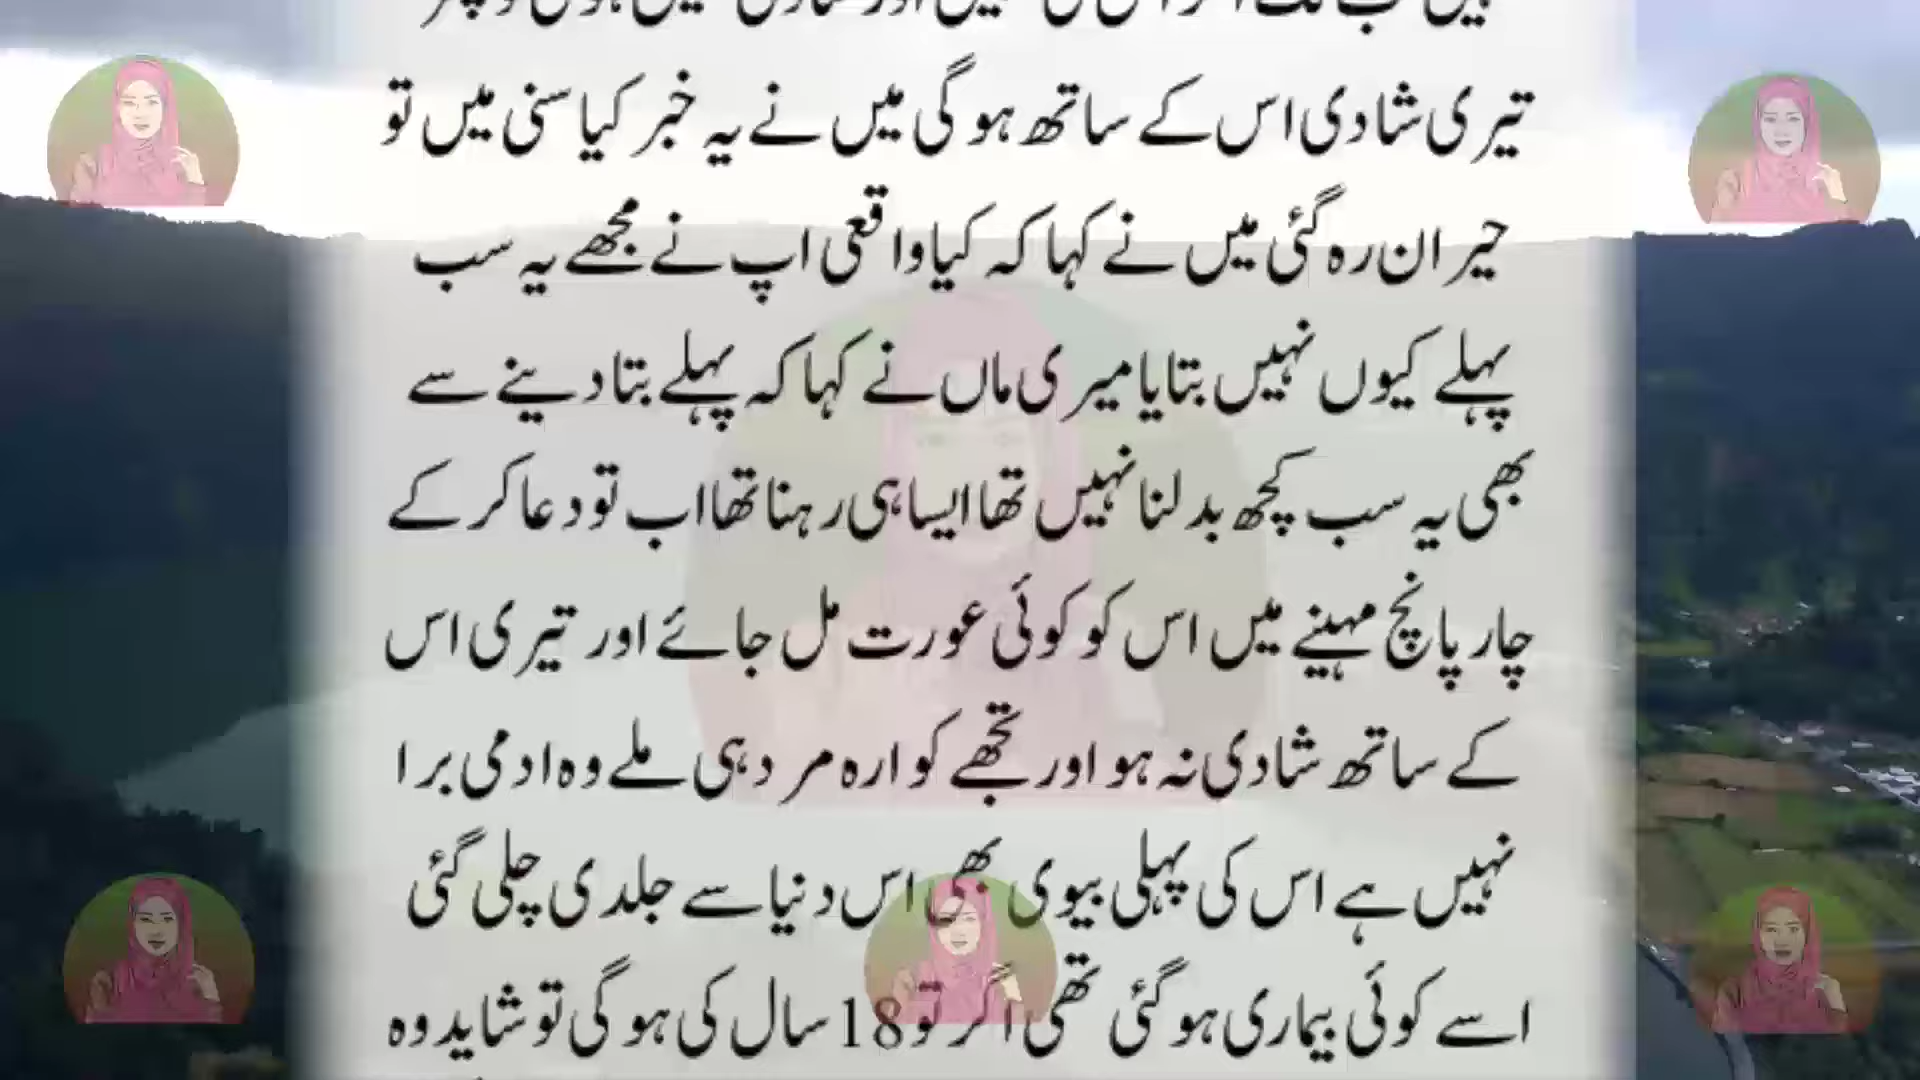 تیری شادی اس کے ساتھ ہوگی میں نے یہ خبر کیا سنی میں تو
حیران رہ گئی میں نے کہا کہ کیا واقعی اپ نے مجھے یہ سب
پہلے کیوں نہیں بتایا میری ماں نے کہا کہ پہلے بتا دینے سے
بھی یہ سب کچھ بدلنا نہیں تھا ایسا ہی رہنا تھا اب تو دعا کر کے
چار پانچ مہینے میں اس کو کوئی عورت مل جائے اور تیری اس
کے ساتھ شادی نہ ہو اور تجھے کوارہ مرد ہی ملے وہ ادمی برا
نہیں ہے اس کی پہلی بیوی بھی اس دنیا سے جلدی چلی گئی
اسے کوئی بیماری ہو گئی تھی اگر تو 18 سال کی ہو گی تو شاید وہ